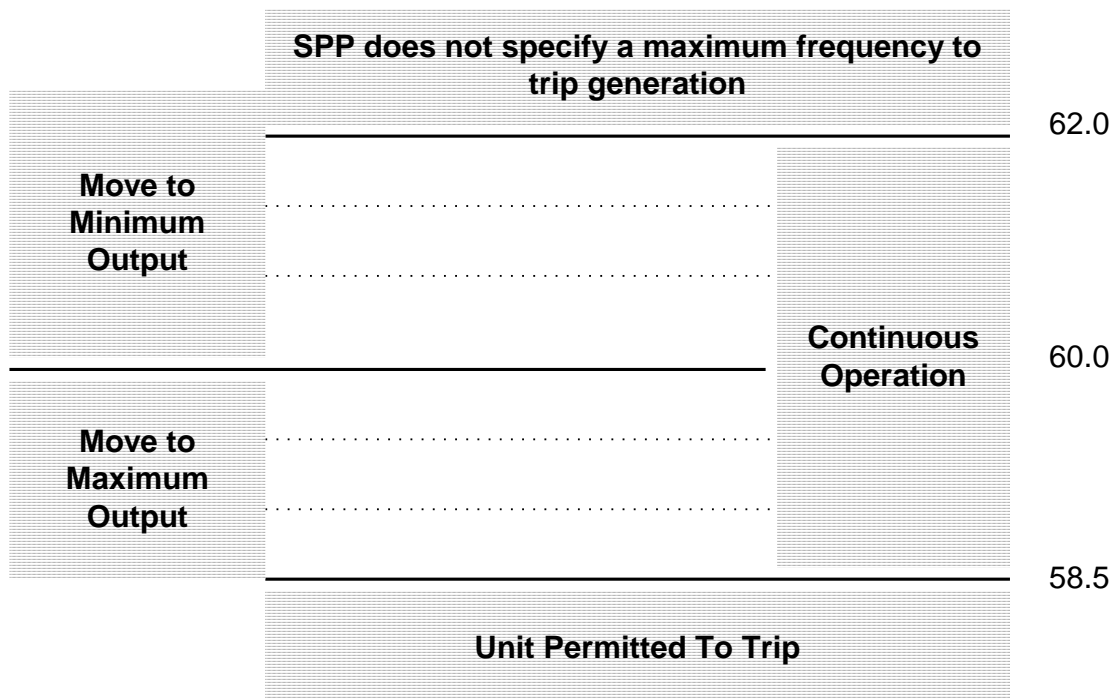 SPP does not specify a maximum frequency to
trip generation
62.0
Move to
Minimum
Output
Continuous
Operation
60.0
Move to
Maximum
Output
58.5
Unit Permitted To Trip